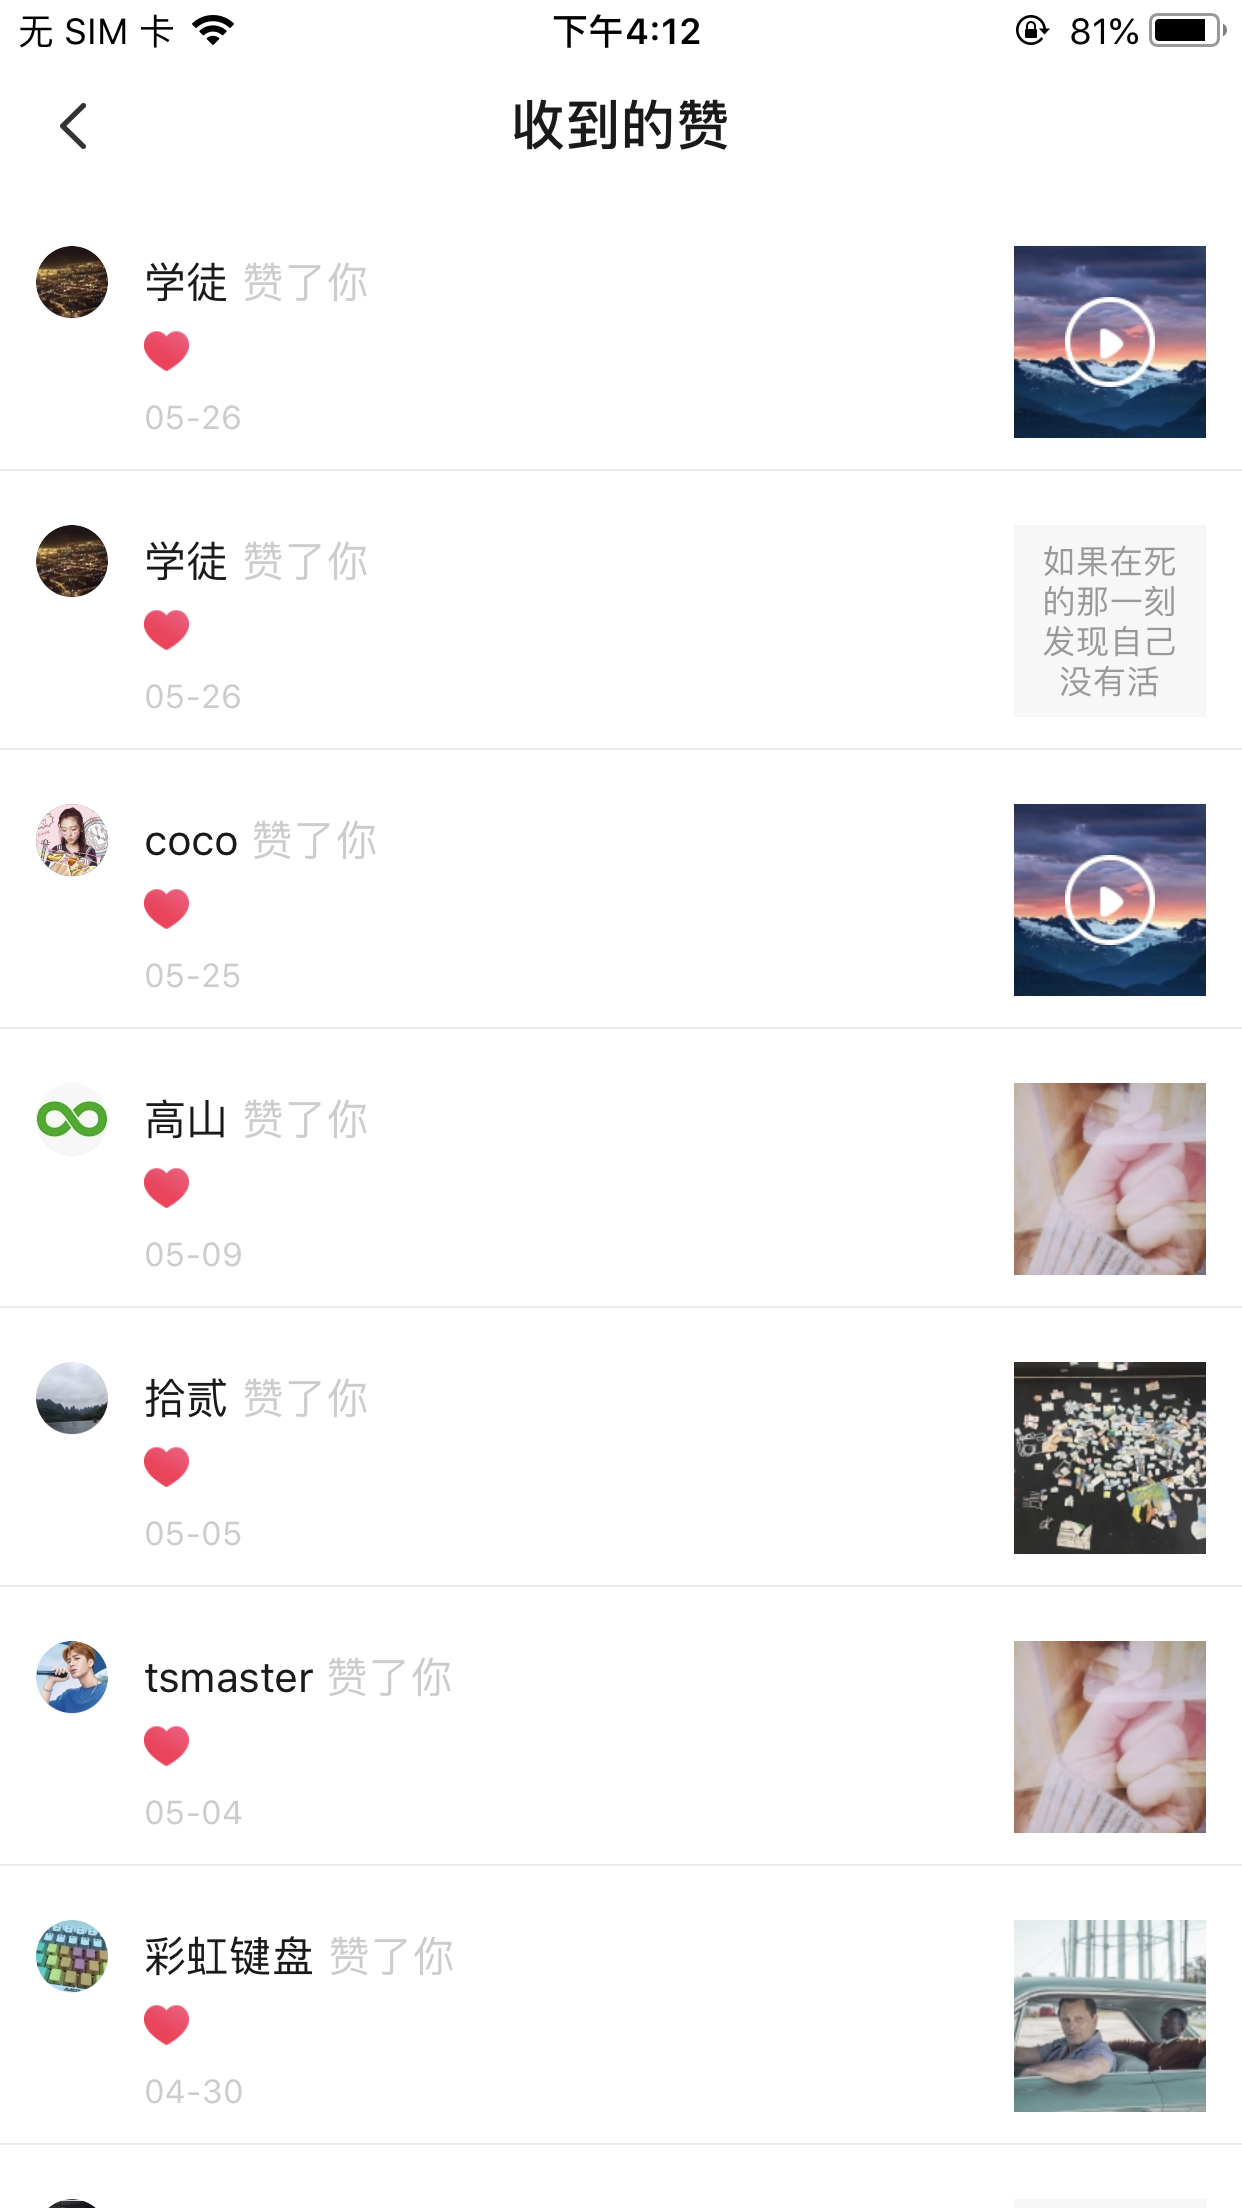 无 SIM 卡
下午4:12
81%
收到的赞
学徒 赞了你
05-26
学徒 赞了你
05-26
如果在死
的那一刻
发现自己
没有活
coco 赞了你
05-25
高山 赞了你
05-09
拾贰 赞了你
05-05
tsmaster 赞了你
05-04
彩虹键盘 赞了你
04-30